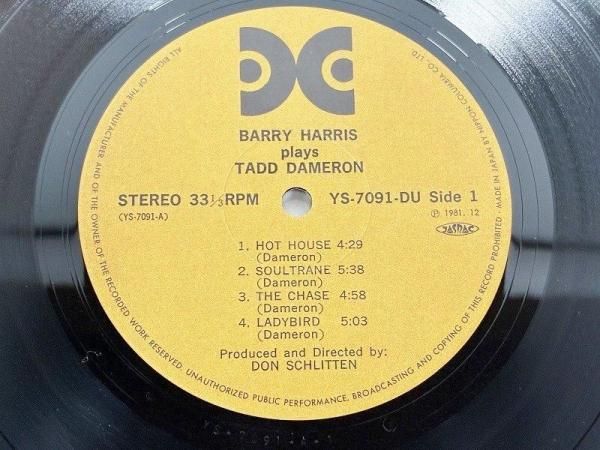 BARRY HARRIS
plays
TADD DAMERON
STEREO 33 1/3 RPM
(YS-7091-A)
YS-7091-DU Side 1
Ⓟ 1981. 12
JASRAC
1. HOT HOUSE 4:29
(Dameron)
2. SOULTRANE 5:38
(Dameron)
3. THE CHASE 4:58
(Dameron)
4. LADYBIRD 5:03
(Dameron)
Produced and Directed by:
DON SCHLITTEN
ALL RIGHTS OF THE MANUFACTURER AND OF THE OWNER OF THE RECORDED WORK RESERVED. UNAUTHORIZED PUBLIC PERFORMANCE, BROADCASTING AND COPYING OF THIS RECORD PROHIBITED · MADE IN JAPAN BY NIPPON COLUMBIA CO., LTD.